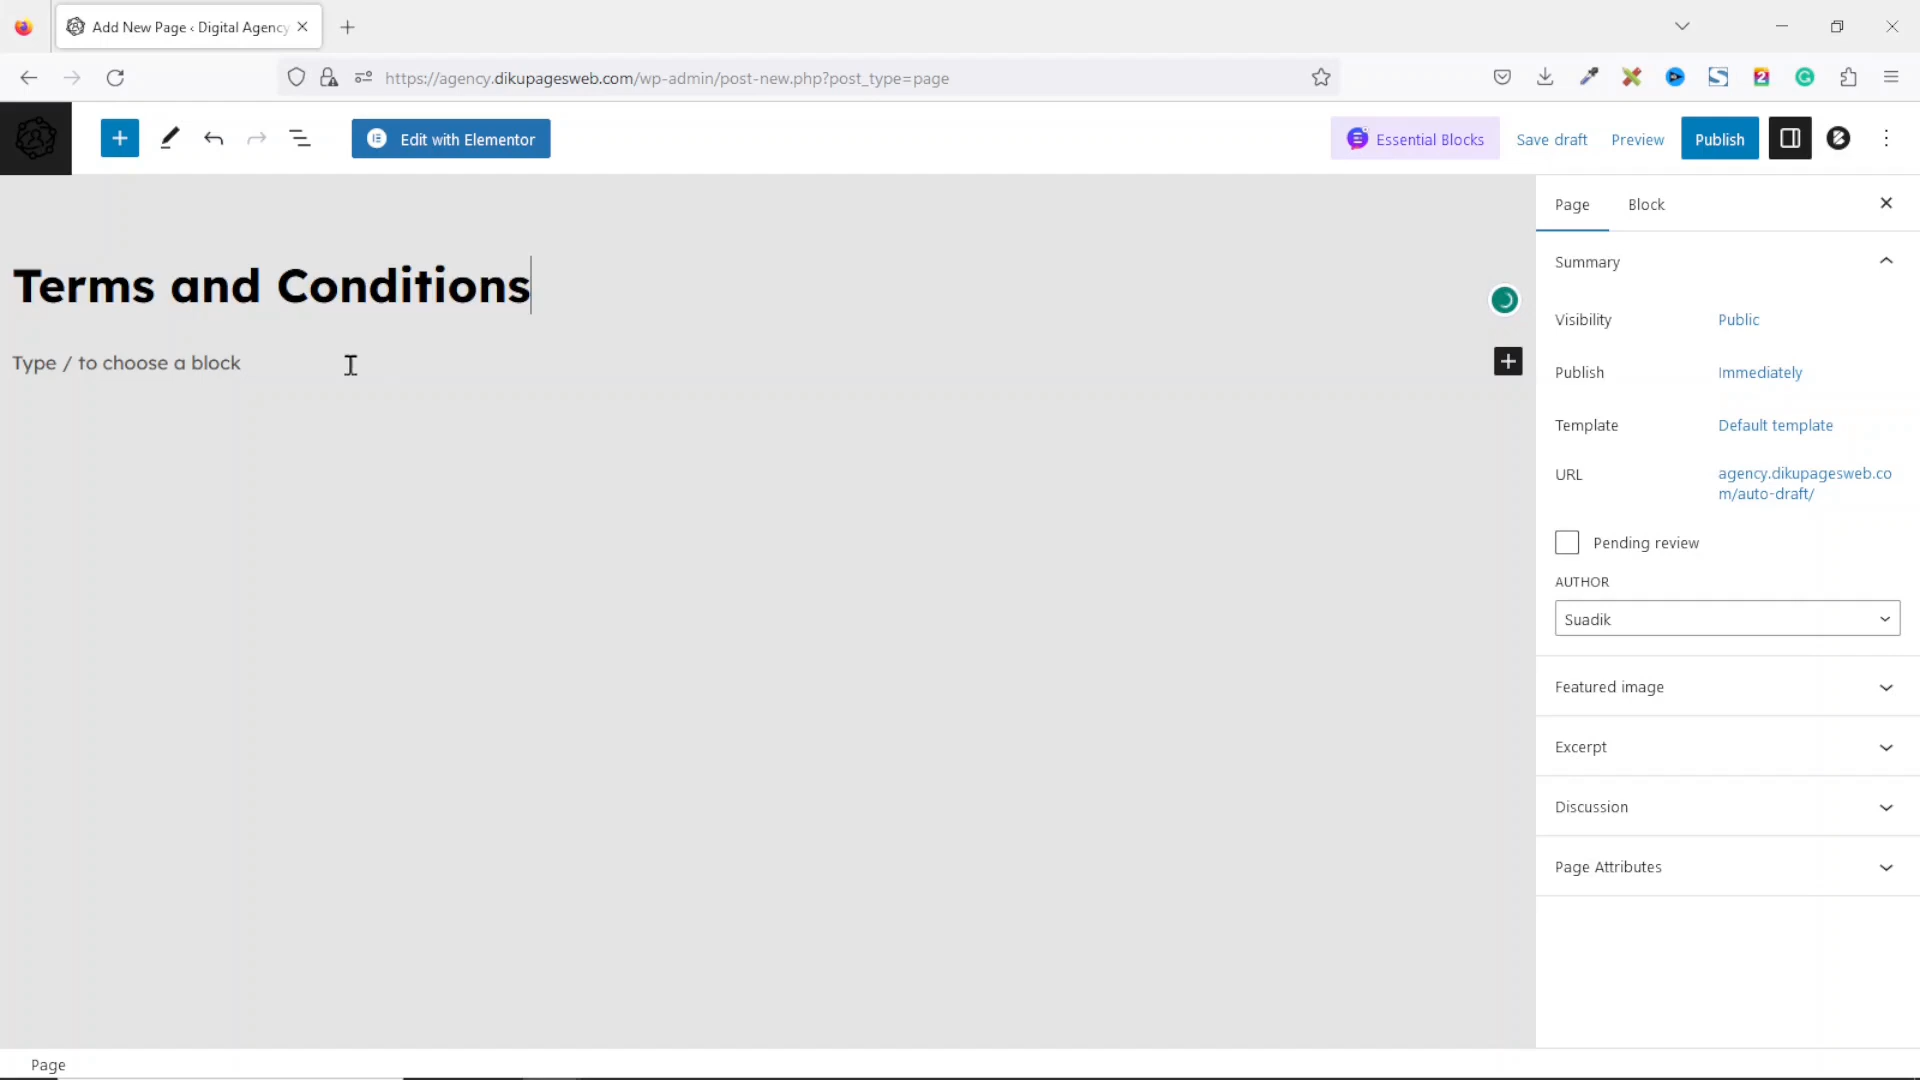 Add New Page ‹ Digital Agency
https://agency.dikupagesweb.com/wp-admin/post-new.php?post_type=page
Edit with Elementor
Essential Blocks
Save draft
Preview
Publish
Page
Block
Summary
Terms and Conditions
Visibility
Public
Type / to choose a block
Publish
Immediately
Template
Default template
URL
agency.dikupagesweb.co
m/auto-draft/
Pending review
AUTHOR
Suadik
Featured image
Excerpt
Discussion
Page Attributes
Page